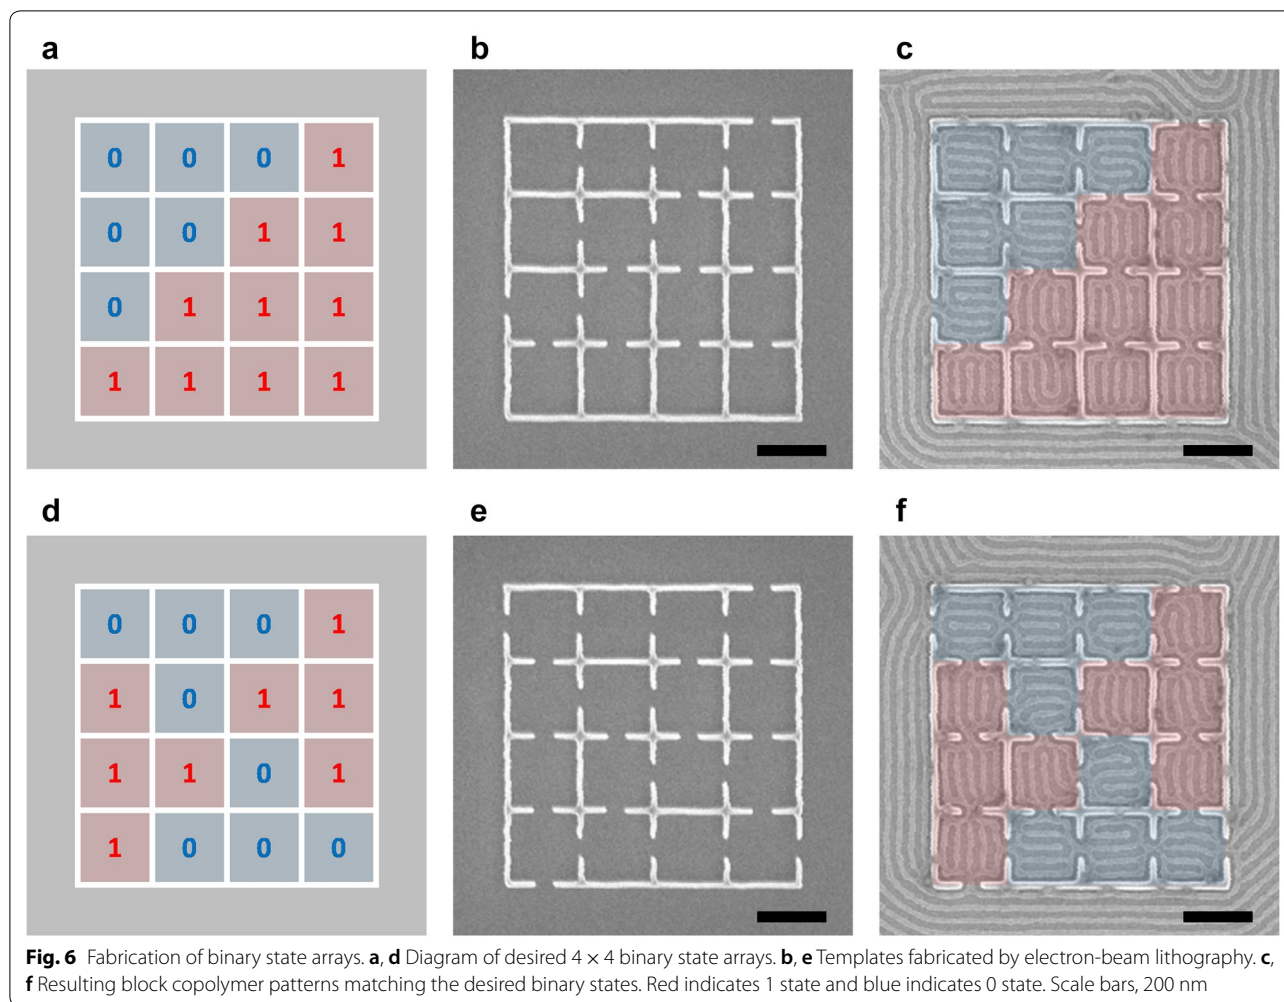 a
b
c
0 0 0 1
0 0 1 1
0 1 1 1
1 1 1 1
d
e
f
0 0 0 1
1 0 1 1
1 1 0 1
1 0 0 0
Fig. 6 Fabrication of binary state arrays. a, d Diagram of desired 4 × 4 binary state arrays. b, e Templates fabricated by electron-beam lithography. c,
f Resulting block copolymer patterns matching the desired binary states. Red indicates 1 state and blue indicates 0 state. Scale bars, 200 nm